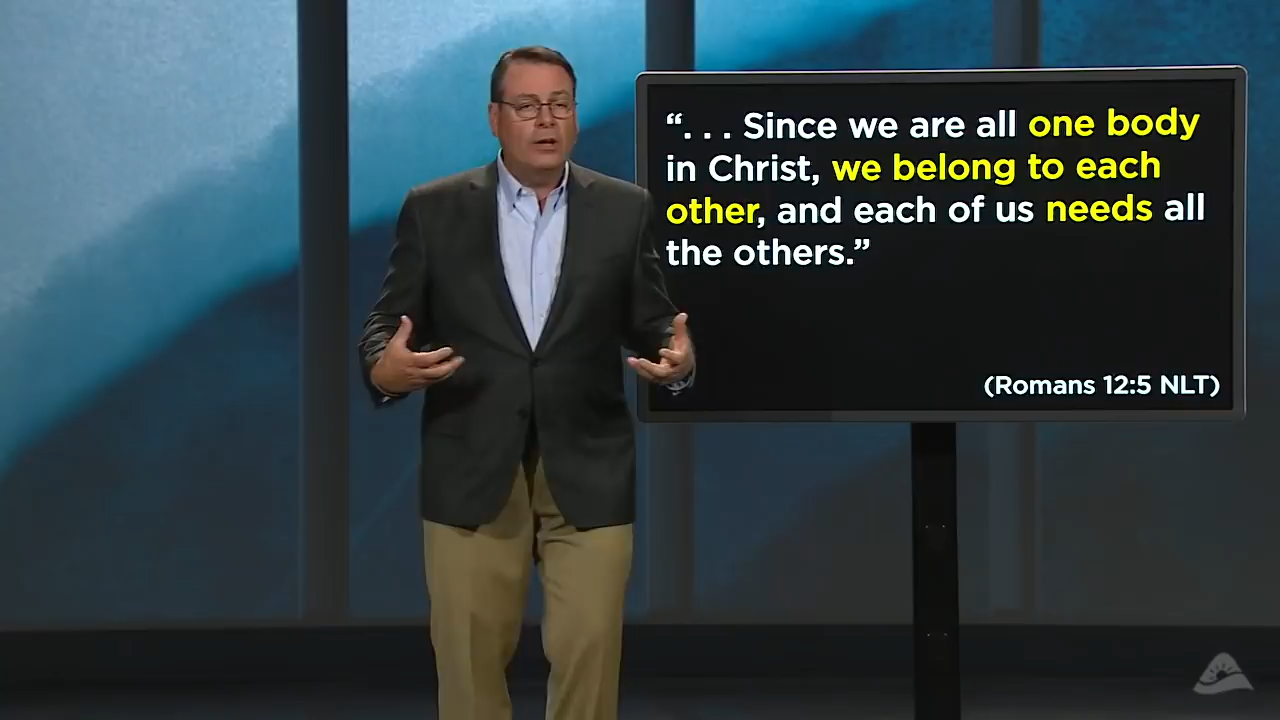 “. . . Since we are all one body
in Christ, we belong to each
other, and each of us needs all
the others.”
(Romans 12:5 NLT)